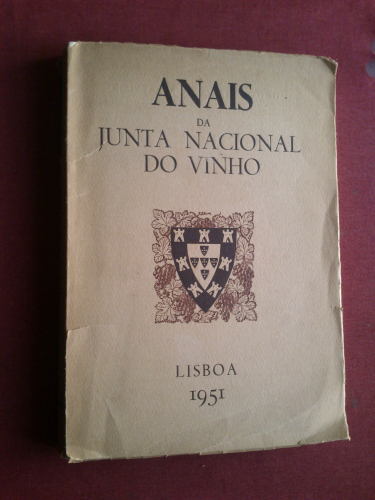 ANAIS
DA
JUNTA NACIONAL
DO VINHO
LISBOA
1951